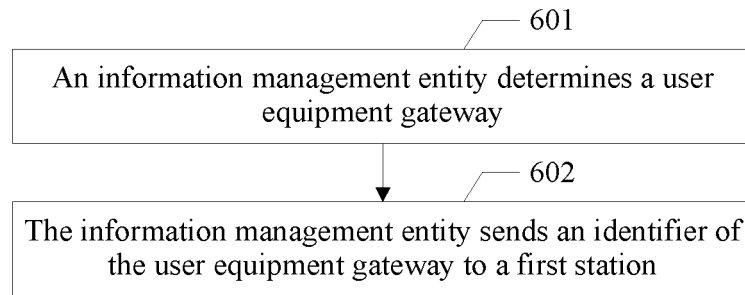 601
An information management entity determines a user
equipment gateway
602
The information management entity sends an identifier of
the user equipment gateway to a first station